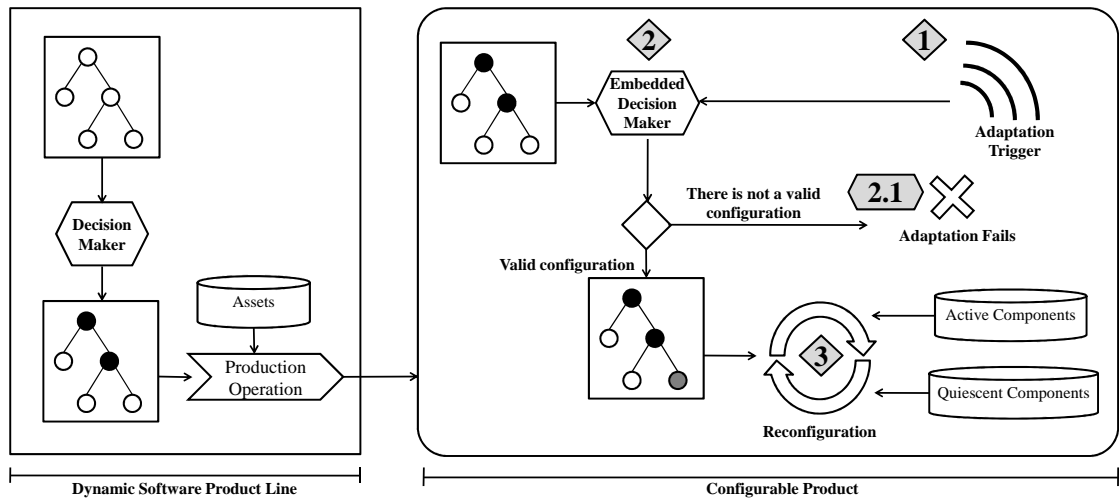 Decision
Maker
Assets
Production
Operation
Dynamic Software Product Line
2
1
Embedded
Decision
Maker
Adaptation
Trigger
There is not a valid
configuration
2.1
Adaptation Fails
Valid configuration
3
Active Components
Quiescent Components
Reconfiguration
Configurable Product